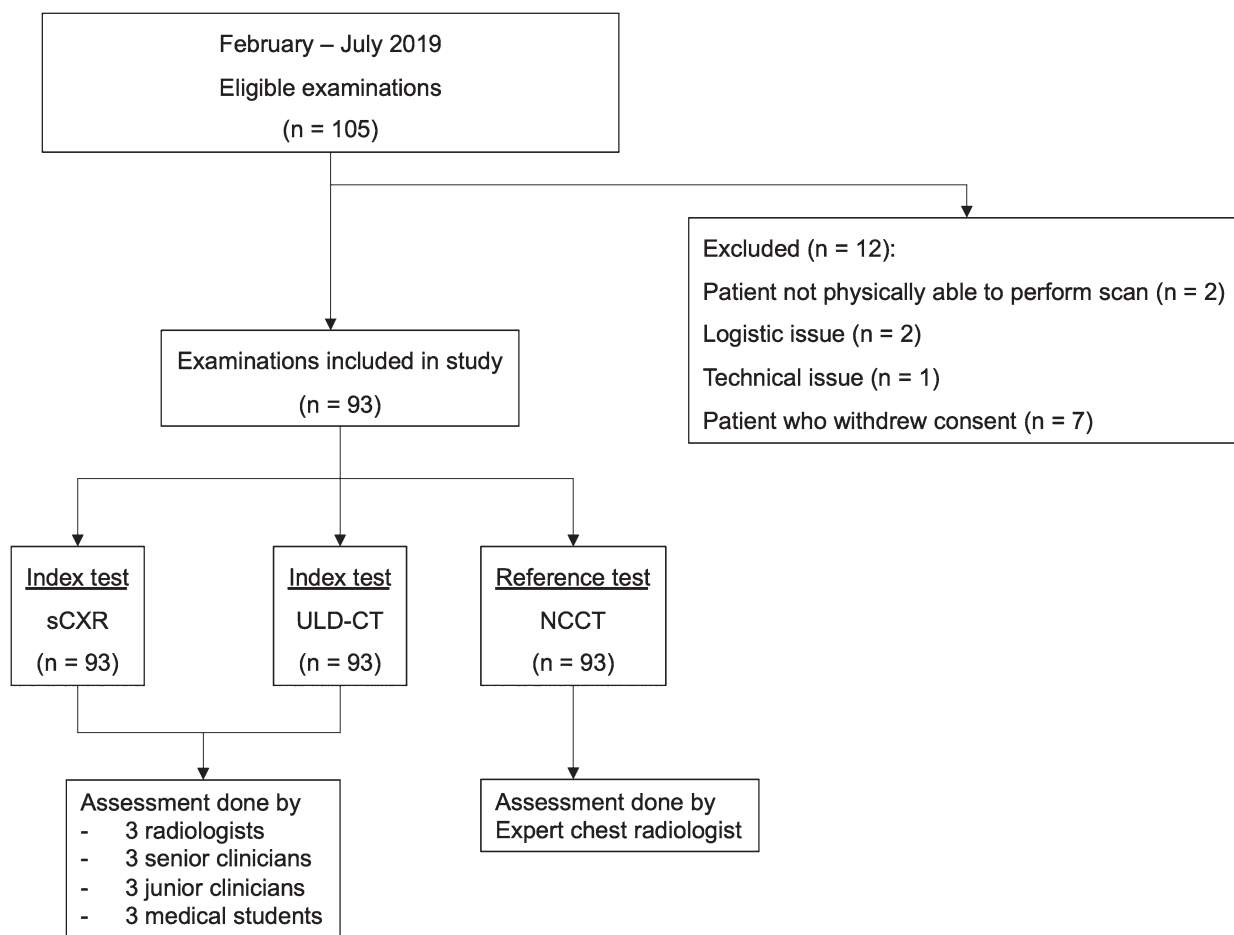 February – July 2019
Eligible examinations
(n = 105)
Excluded (n = 12):
Patient not physically able to perform scan (n = 2)
Logistic issue (n = 2)
Technical issue (n = 1)
Patient who withdrew consent (n = 7)
Examinations included in study
(n = 93)
Index test
sCXR
(n = 93)
Index test
ULD-CT
(n = 93)
Reference test
NCCT
(n = 93)
Assessment done by
- 3 radiologists
- 3 senior clinicians
- 3 junior clinicians
- 3 medical students
Assessment done by
Expert chest radiologist